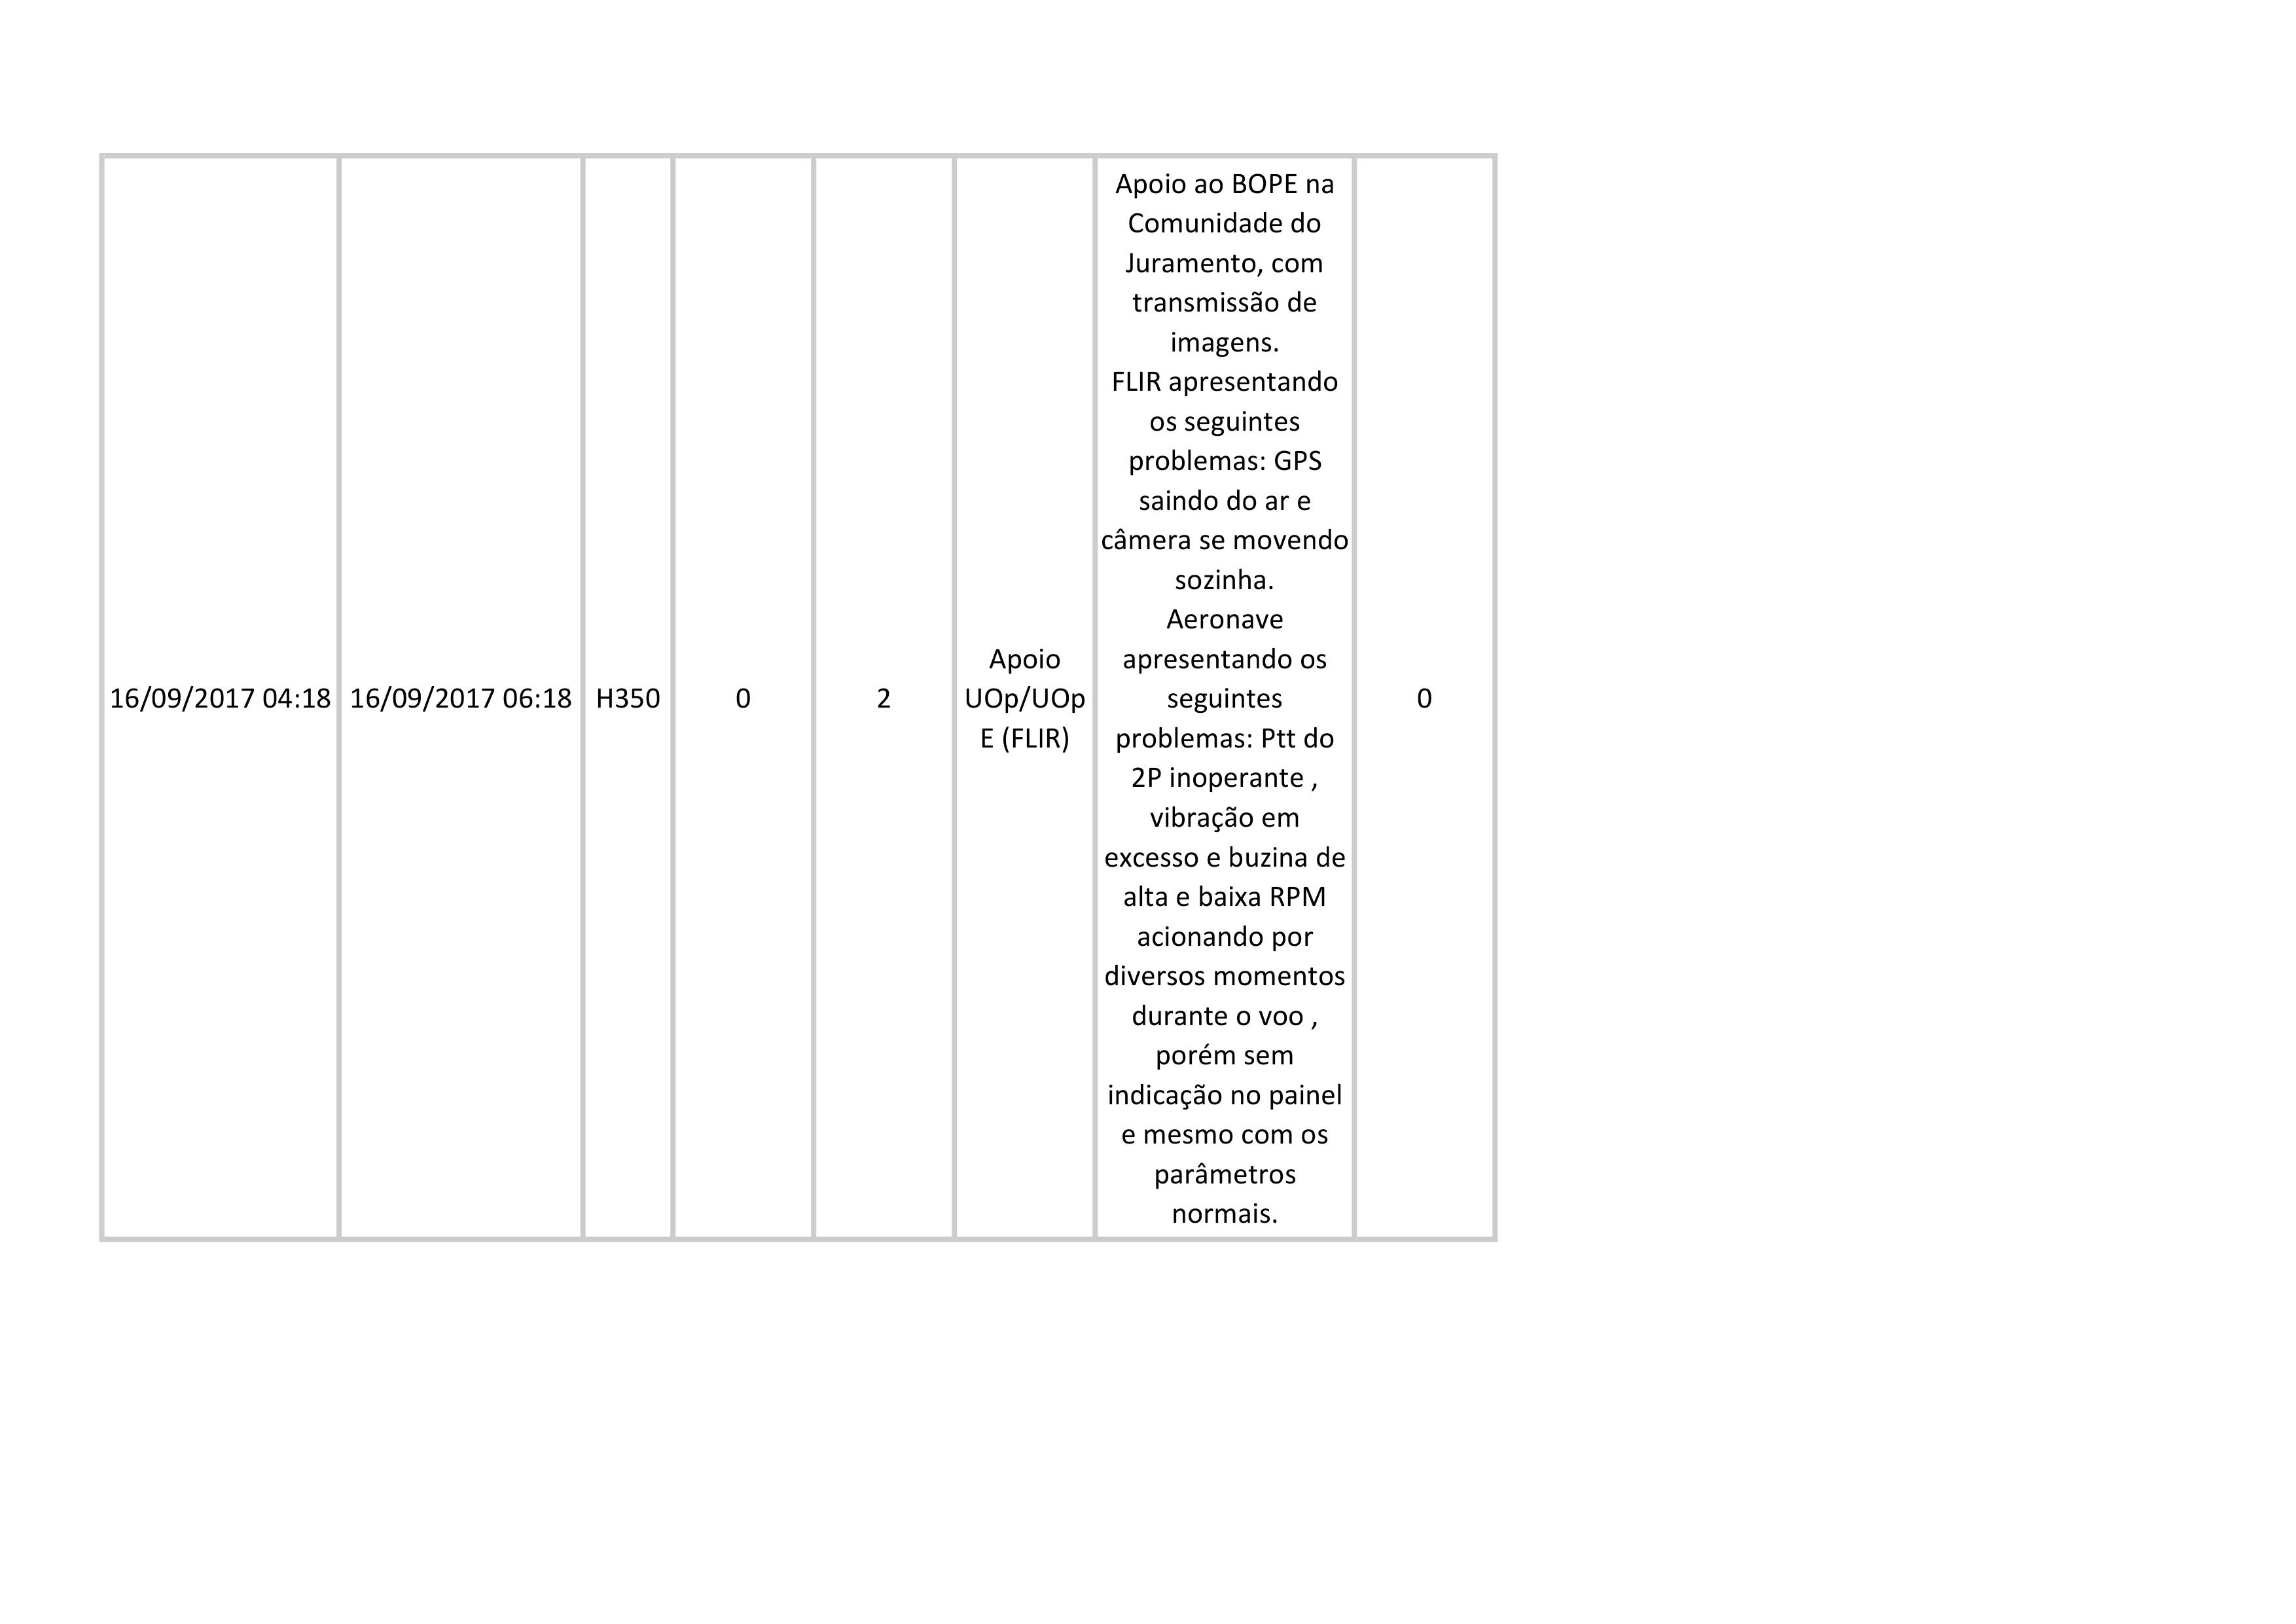 16/09/2017 04:18
16/09/2017 06:18
H350
0
2
Apoio
UOp/UOp
E (FLIR)
Apoio ao BOPE na
Comunidade do
Juramento, com
transmissão de
imagens.
FLIR apresentando
os seguintes
problemas: GPS
saindo do ar e
câmera se movendo
sozinha.
Aeronave
apresentando os
seguintes
problemas: Ptt do
2P inoperante ,
vibração em
excesso e buzina de
alta e baixa RPM
acionando por
diversos momentos
durante o voo ,
porém sem
indicação no painel
e mesmo com os
parâmetros
normais.
0